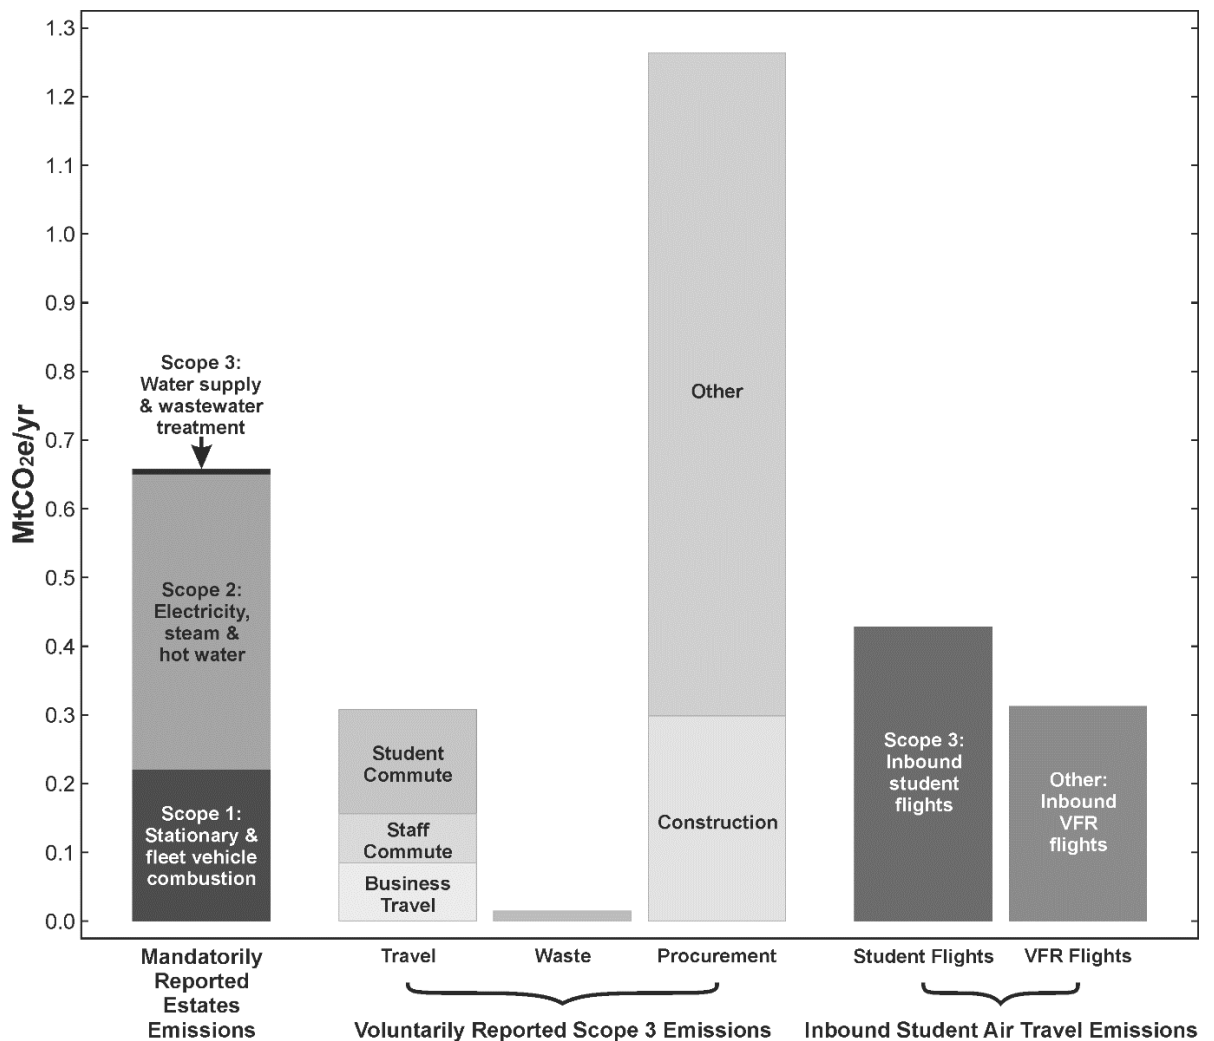 MtCO2e/yr
1.3
1.2
1.1
1.0
0.9
0.8
0.7
0.6
0.5
0.4
0.3
0.2
0.1
0.0
Scope 3:
Water supply
& wastewater
treatment
Scope 2:
Electricity,
steam &
hot water
Scope 1:
Stationary &
fleet vehicle
combustion
Student
Commute
Staff
Commute
Business
Travel
Other
Construction
Scope 3:
Inbound
student
flights
Other:
Inbound
VFR
flights
Mandatorily
Reported
Estates
Emissions
Travel
Waste
Procurement
Student Flights
VFR Flights
Voluntarily Reported Scope 3 Emissions
Inbound Student Air Travel Emissions